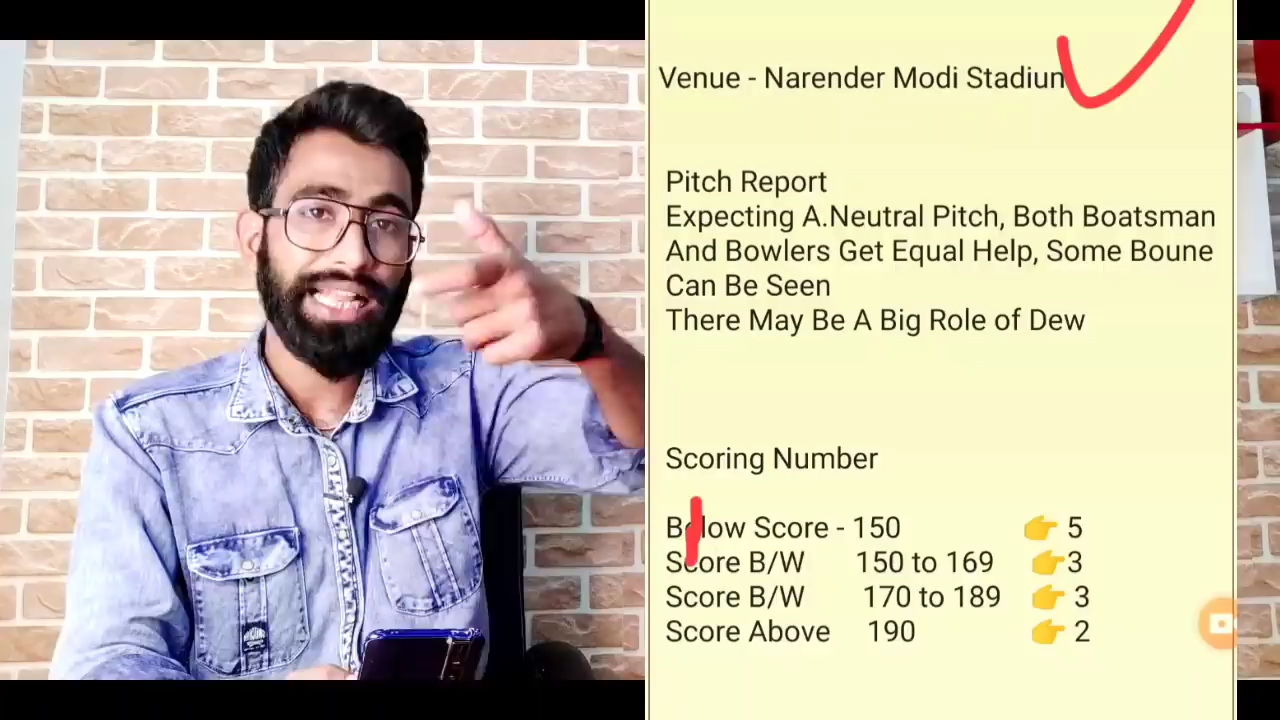 Venue - Narender Modi Stadiun
Pitch Report
Expecting A.Neutral Pitch, Both Boatsman
And Bowlers Get Equal Help, Some Boune
Can Be Seen
There May Be A Big Role of Dew
Scoring Number
Below Score - 150 👉 5
Score B/W 150 to 169 👉3
Score B/W 170 to 189 👉 3
Score Above 190 👉 2